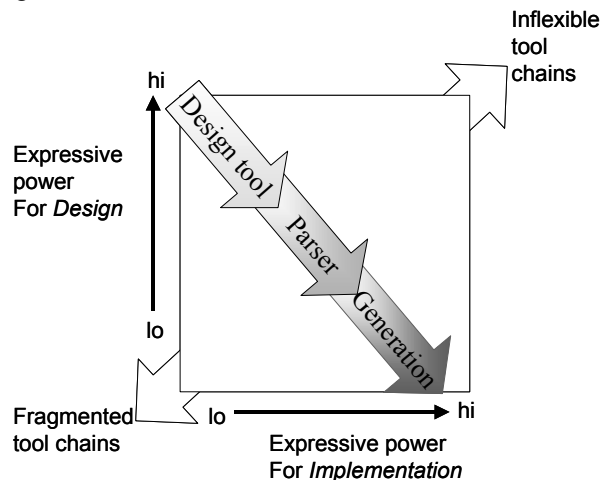 Inflexible
tool
chains
hi
Expressive
power
For Design
Design tool
Parser
Generation
lo
Fragmented
tool chains
lo
hi
Expressive power
For Implementation